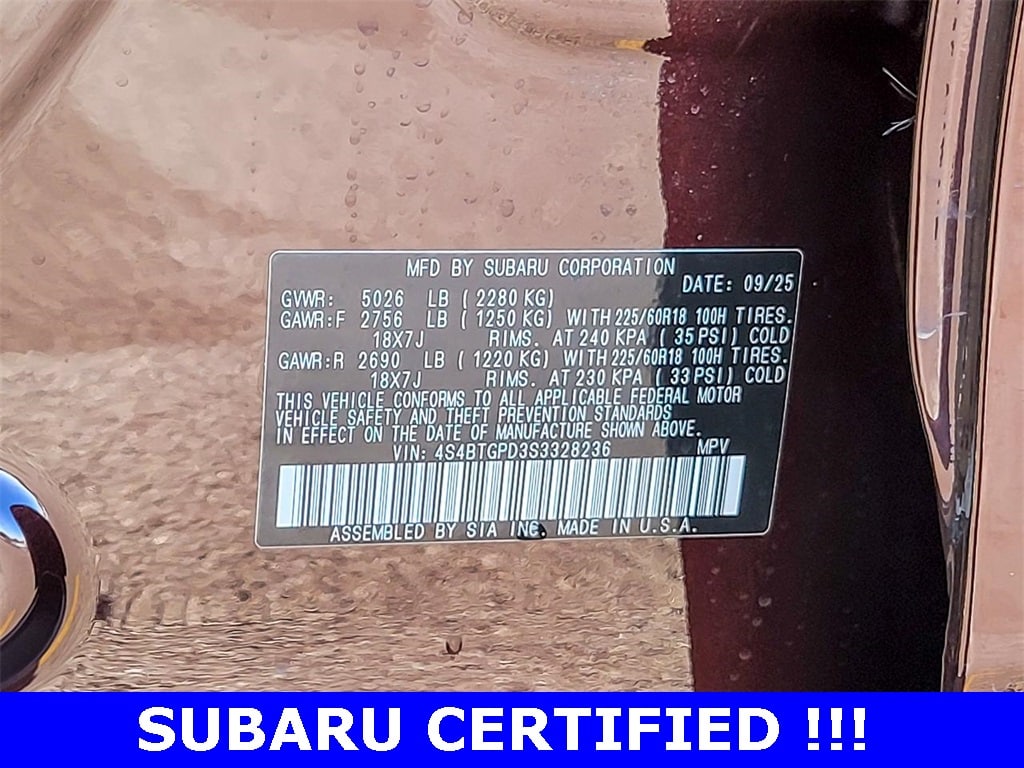 MFD BY SUBARU CORPORATION
DATE: 09/25
GVWR: 5026 LB (2280 KG)
GAWR:F 2756 LB (1250 KG) WITH 225/60R18 100H TIRES.
18X7J RIMS. AT 240 KPA (35 PSI) COLD
GAWR:R 2690 LB (1220 KG) WITH 225/60R18 100H TIRES.
18X7J RIMS. AT 230 KPA (33 PSI) COLD
THIS VEHICLE CONFORMS TO ALL APPLICABLE FEDERAL MOTOR
VEHICLE SAFETY AND THEFT PREVENTION STANDARDS
IN EFFECT ON THE DATE OF MANUFACTURE SHOWN ABOVE.
VIN: 4S4BTGPD3S3328236 MPV
ASSEMBLED BY SIA INC. MADE IN U.S.A.
SUBARU CERTIFIED !!!